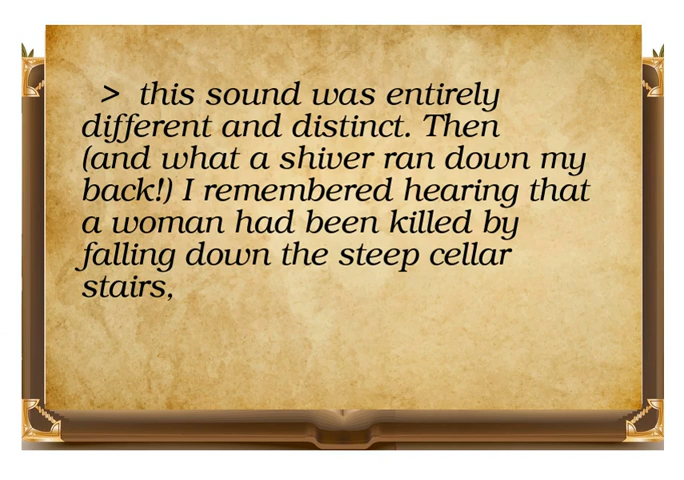 > this sound was entirely
different and distinct. Then
(and what a shiver ran down my
back!) I remembered hearing that
a woman had been killed by
falling down the steep cellar
stairs,